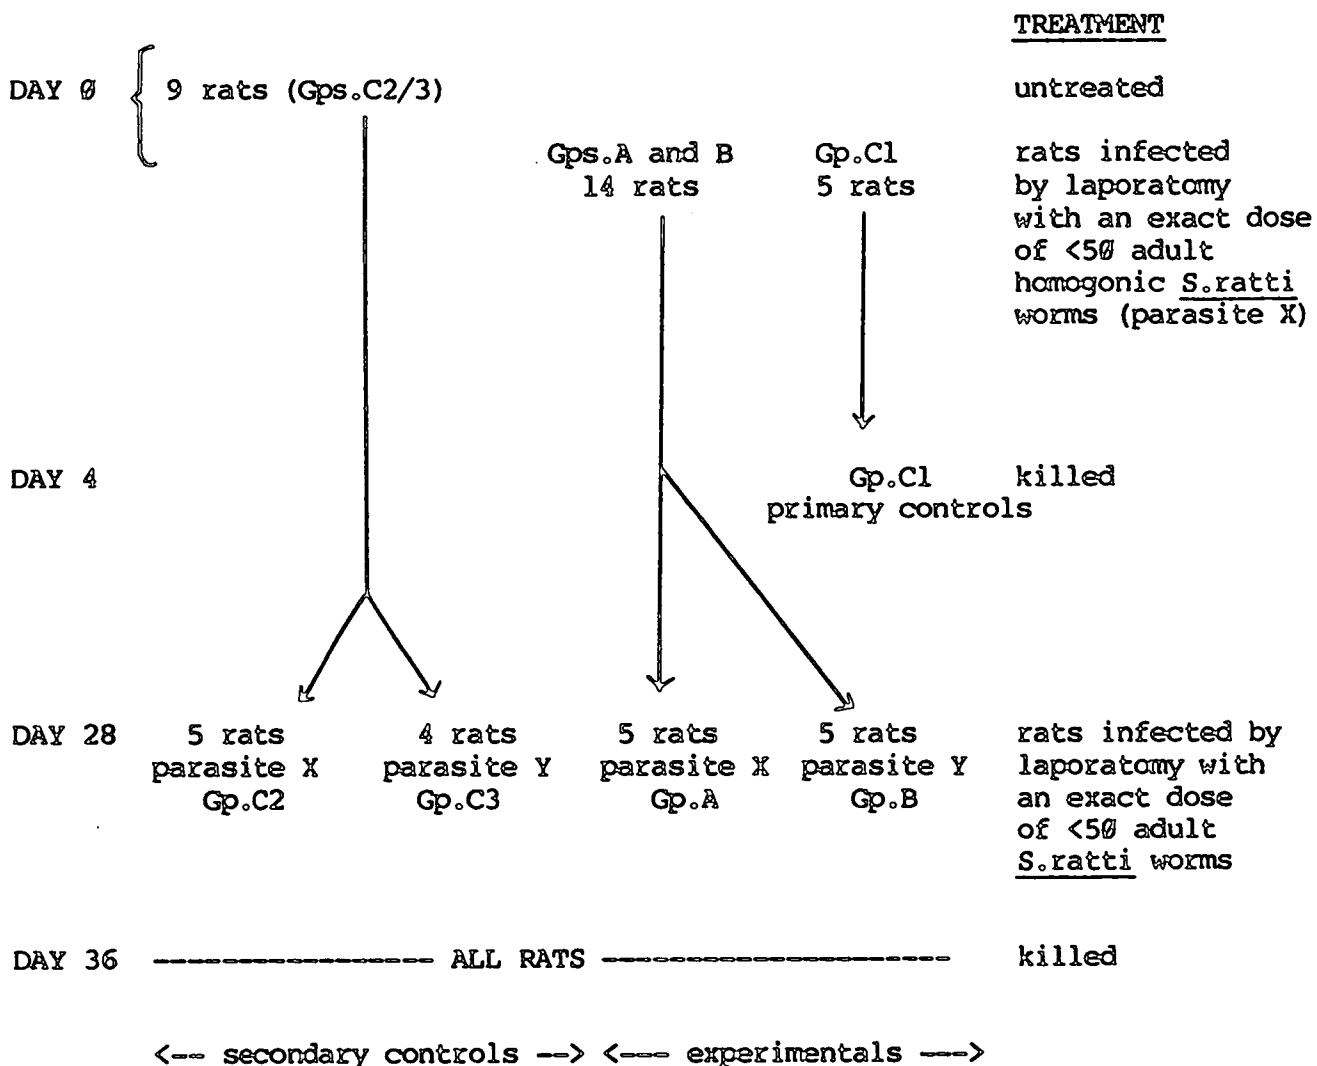 TREATMENT
DAY 0 9 rats (Gps.C2/3) untreated
Gps.A and B Gp.C1 rats infected
14 rats 5 rats by laporatomy
with an exact dose
of <50 adult
homogonic S.ratti
worms (parasite X)
DAY 4 Gp.C1 killed
primary controls
DAY 28 5 rats 4 rats 5 rats 5 rats rats infected by
parasite X parasite Y parasite X parasite Y laporatomy with
Gp.C2 Gp.C3 Gp.A Gp.B an exact dose
of <50 adult
S.ratti worms
DAY 36 ----------------- ALL RATS --------------------- killed
<--- secondary controls --> <---- experimentals ---->